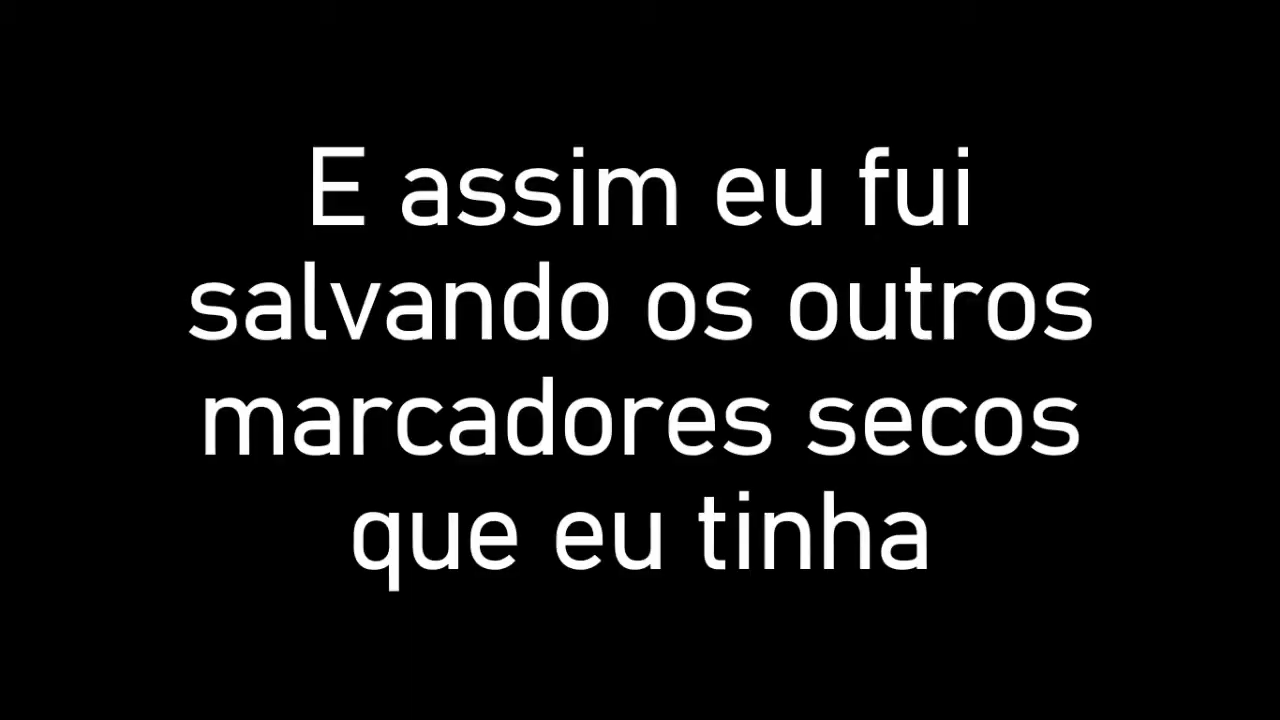 E assim eu fui
salvando os outros
marcadores secos
que eu tinha